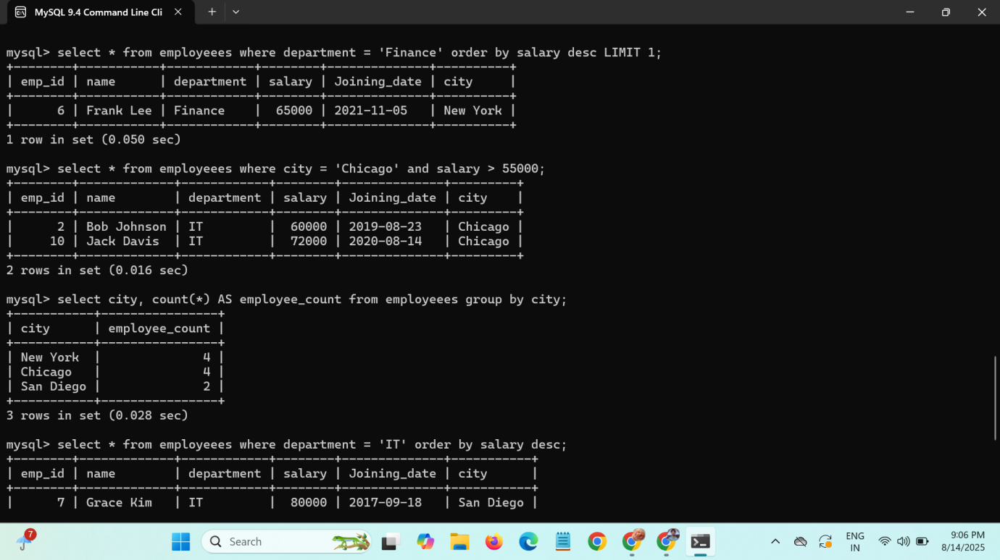 MySQL 9.4 Command Line Cli
mysql> select * from employeees where department = 'Finance' order by salary desc LIMIT 1;
+--------+-----------+------------+--------+--------------+----------+
| emp_id | name      | department | salary | Joining_date | city     |
+--------+-----------+------------+--------+--------------+----------+
|      6 | Frank Lee | Finance    |  65000 | 2021-11-05   | New York |
+--------+-----------+------------+--------+--------------+----------+
1 row in set (0.050 sec)
mysql> select * from employeees where city = 'Chicago' and salary > 55000;
+--------+-------------+------------+--------+--------------+---------+
| emp_id | name        | department | salary | Joining_date | city    |
+--------+-------------+------------+--------+--------------+---------+
|      2 | Bob Johnson | IT         |  60000 | 2019-08-23   | Chicago |
|     10 | Jack Davis  | IT         |  72000 | 2020-08-14   | Chicago |
+--------+-------------+------------+--------+--------------+---------+
2 rows in set (0.016 sec)
mysql> select city, count(*) AS employee_count from employeees group by city;
+-----------+----------------+
| city      | employee_count |
+-----------+----------------+
| New York  |              4 |
| Chicago   |              4 |
| San Diego |              2 |
+-----------+----------------+
3 rows in set (0.028 sec)
mysql> select * from employeees where department = 'IT' order by salary desc;
+--------+-------------+------------+--------+--------------+-----------+
| emp_id | name        | department | salary | Joining_date | city      |
+--------+-------------+------------+--------+--------------+-----------+
|      7 | Grace Kim   | IT         |  80000 | 2017-09-18   | San Diego |
7
Search
ENG
IN
9:06 PM
8/14/2025